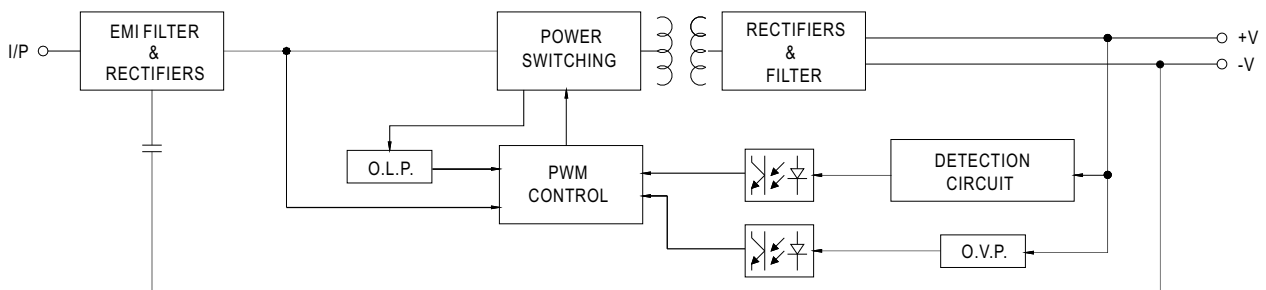 I/P
EMI FILTER
&
RECTIFIERS
POWER
SWITCHING
RECTIFIERS
&
FILTER
+V
-V
O.L.P.
PWM
CONTROL
DETECTION
CIRCUIT
O.V.P.